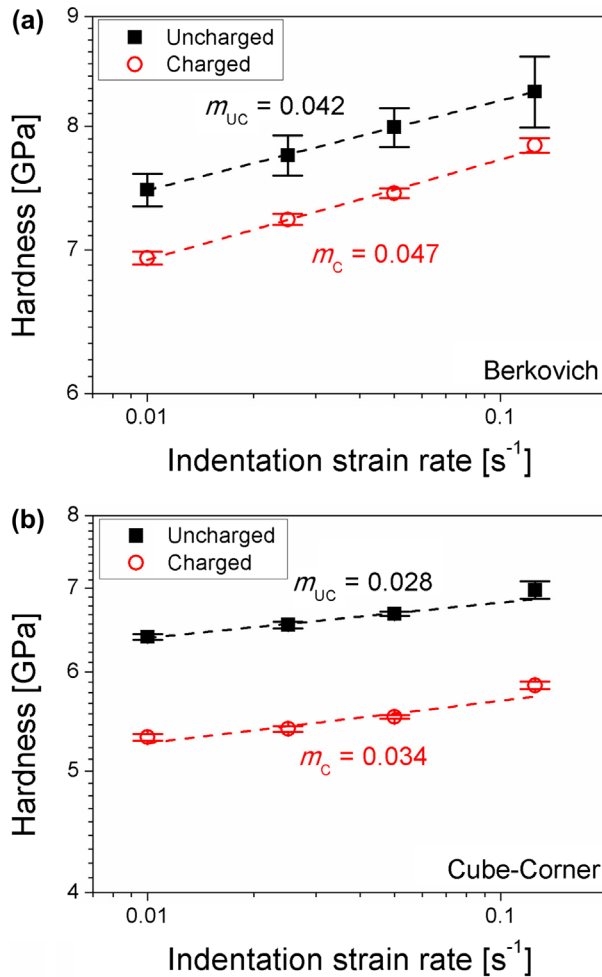 (a)
9
Uncharged
Charged
m_UC = 0.042
8
Hardness [GPa]
7
m_C = 0.047
Berkovich
6
0.01
0.1
Indentation strain rate [s⁻¹]
(b)
8
Uncharged
Charged
m_UC = 0.028
7
Hardness [GPa]
6
5
m_C = 0.034
Cube-Corner
4
0.01
0.1
Indentation strain rate [s⁻¹]